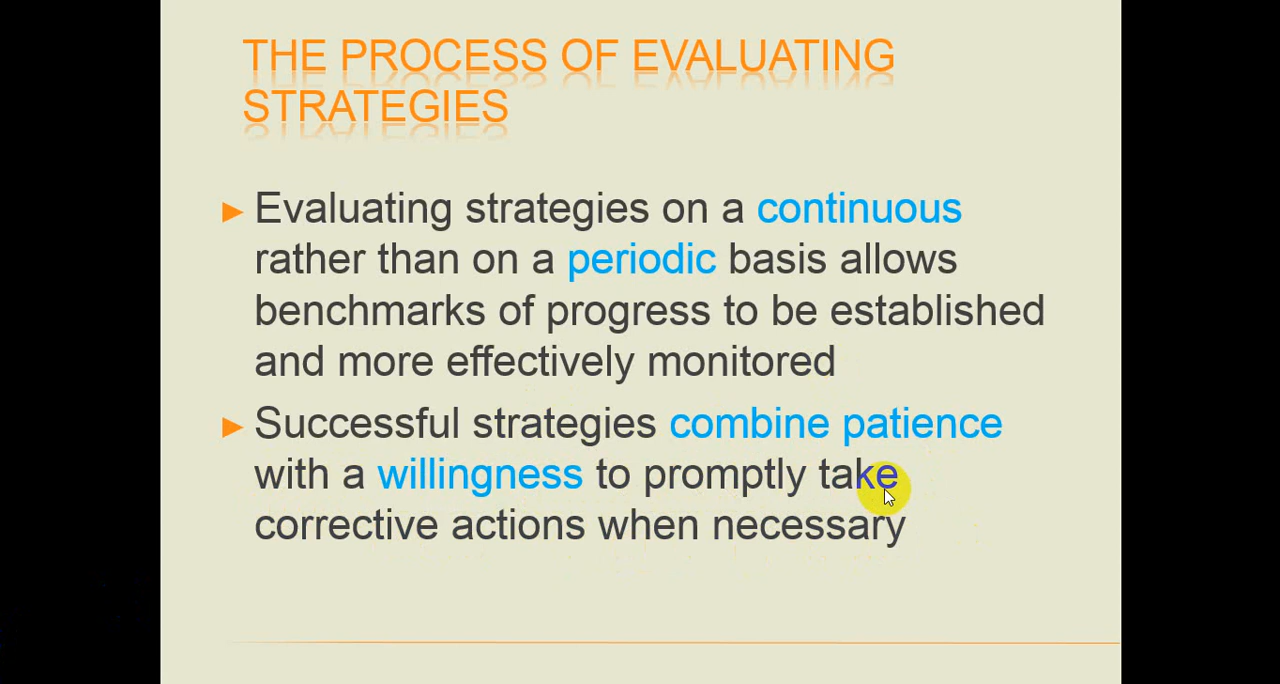 THE PROCESS OF EVALUATING
STRATEGIES
Evaluating strategies on a continuous
rather than on a periodic basis allows
benchmarks of progress to be established
and more effectively monitored
Successful strategies combine patience
with a willingness to promptly take
corrective actions when necessary